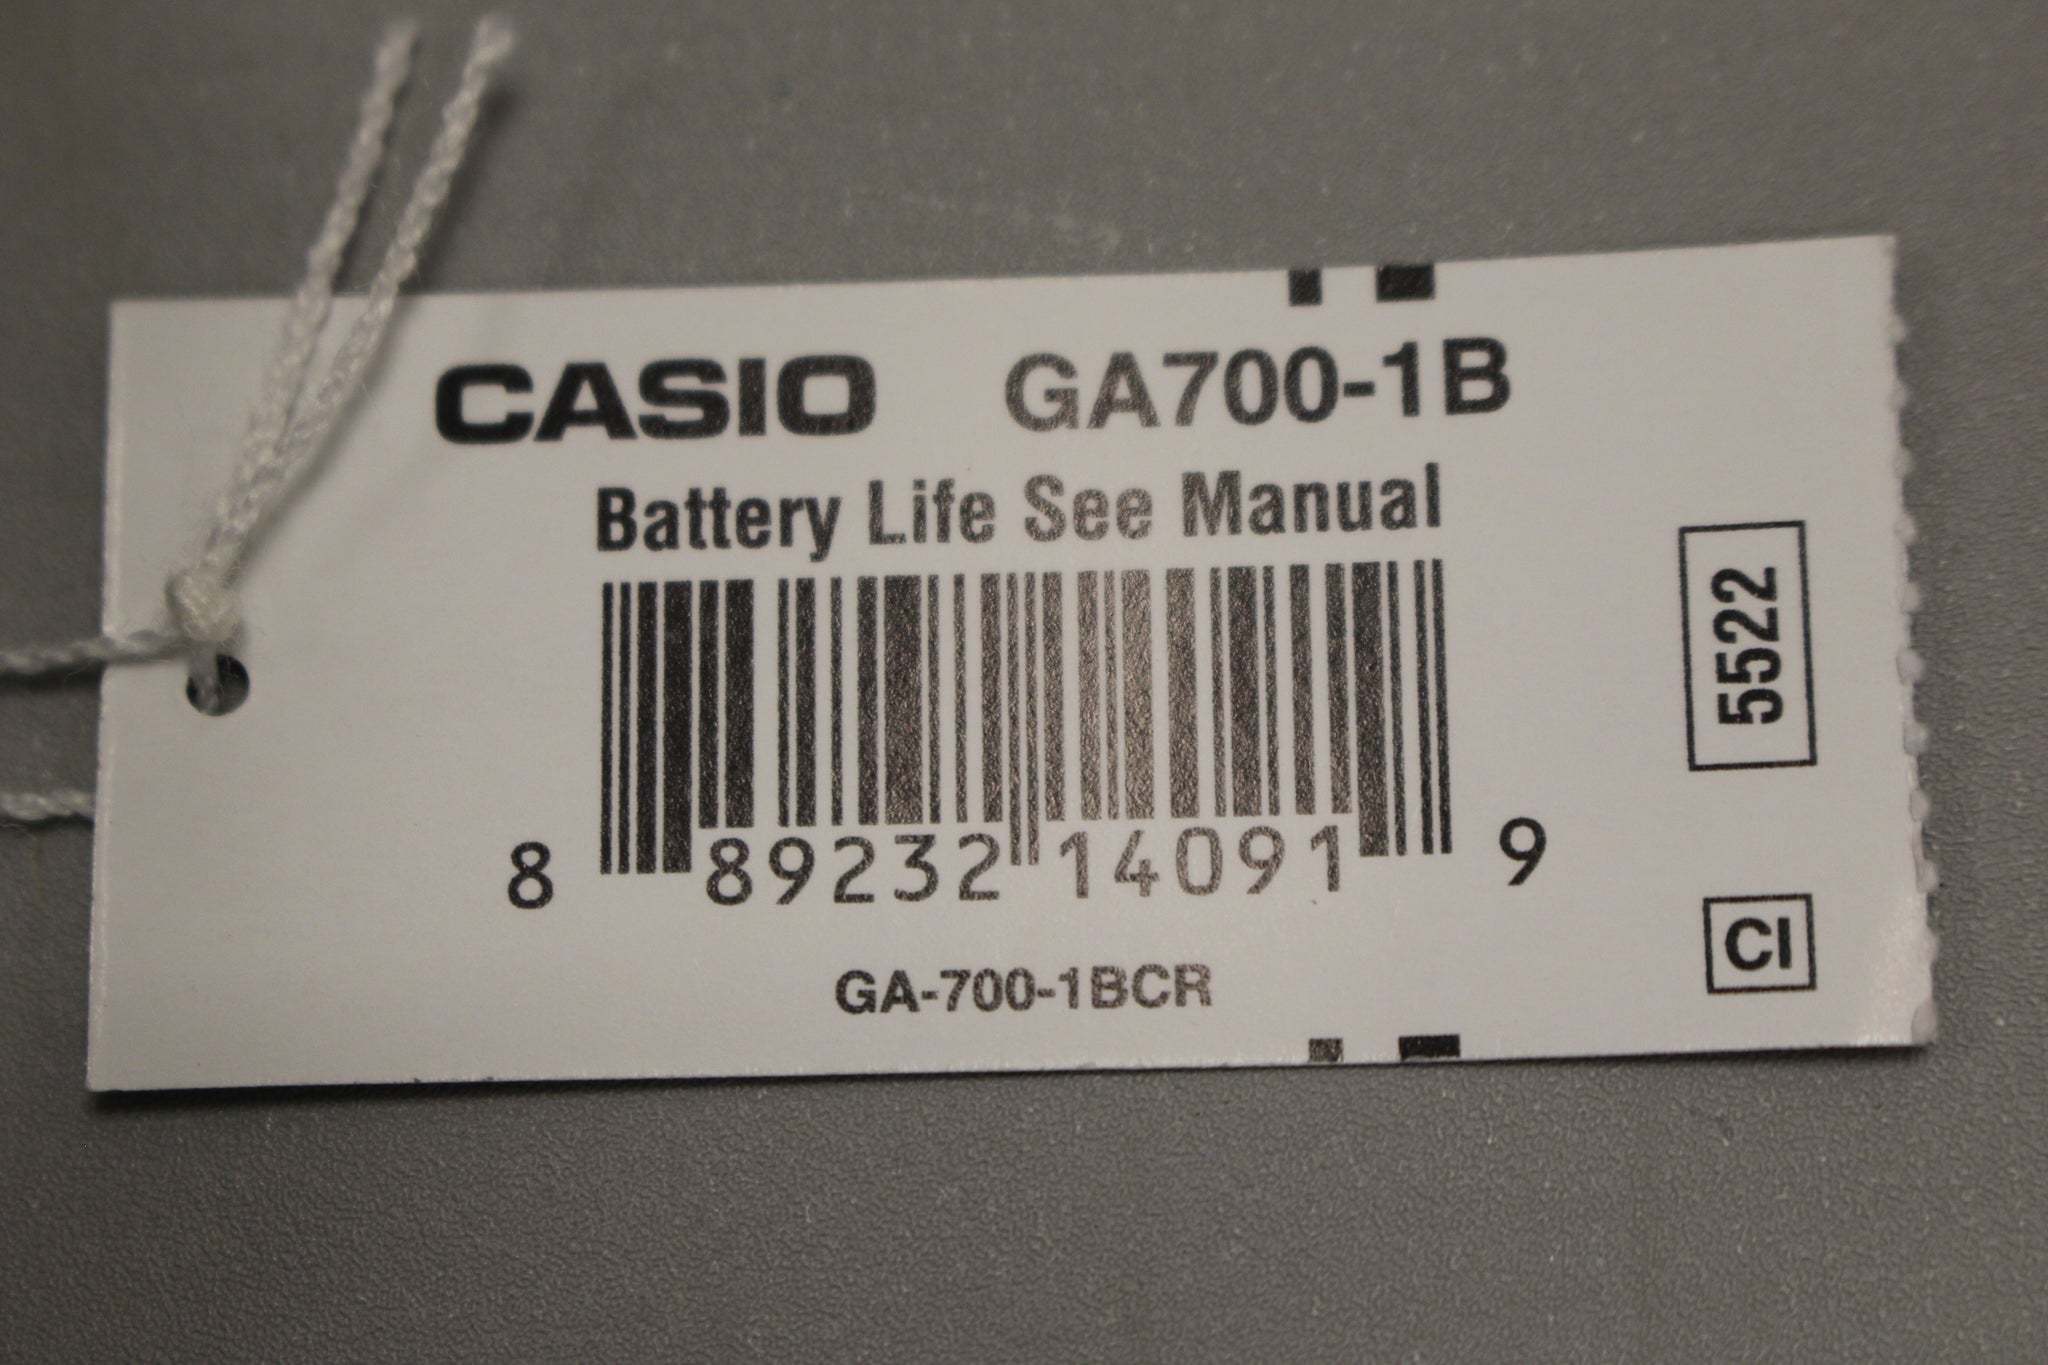 CASIO GA700-1B
Battery Life See Manual
8 89232 14091 9
GA-700-1BCR
5522
CI